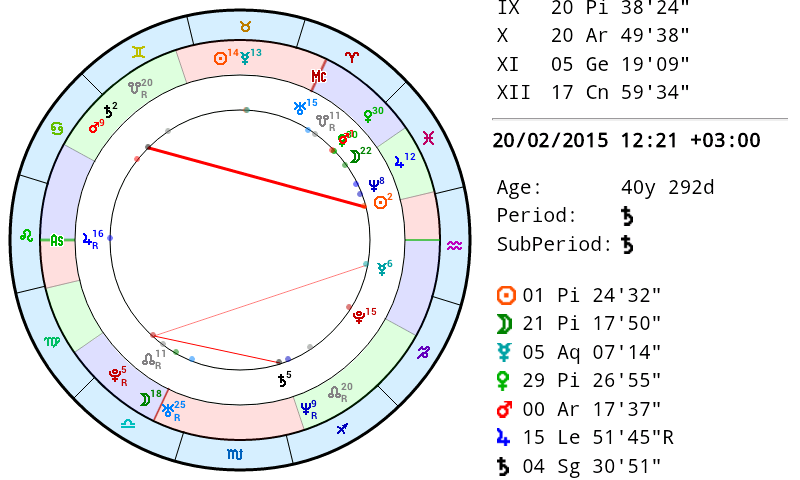 ♉
♊
♈
☉14 ☿13
Mc
☋20 R
♄2
♂9
♅15
☋11 R
♀30
♋
♓
☽22
♃12
♆8
☉2
♌
As
♃16 R
♒
☿6
♇15
♍
♑
☊11 R
♇5 R
♄5
☽18
♅25 R
♆9 R
☊20 R
♎
♏
♐
IX 20 Pi 38'24"
X 20 Ar 49'38"
XI 05 Ge 19'09"
XII 17 Cn 59'34"
20/02/2015 12:21 +03:00
Age: 40y 292d
Period: ♄
SubPeriod: ♄
☉ 01 Pi 24'32"
☽ 21 Pi 17'50"
☿ 05 Aq 07'14"
♀ 29 Pi 26'55"
♂ 00 Ar 17'37"
♃ 15 Le 51'45"R
♄ 04 Sg 30'51"